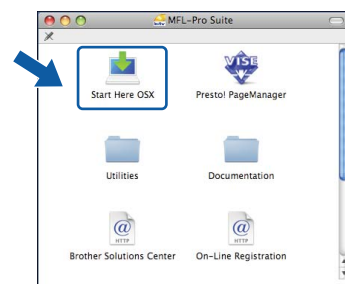 MFL-Pro Suite
Start Here OSX
Presto! PageManager
Utilities
Documentation
Brother Solutions Center
On-Line Registration
VISE
@
HTTP
@
HTTP